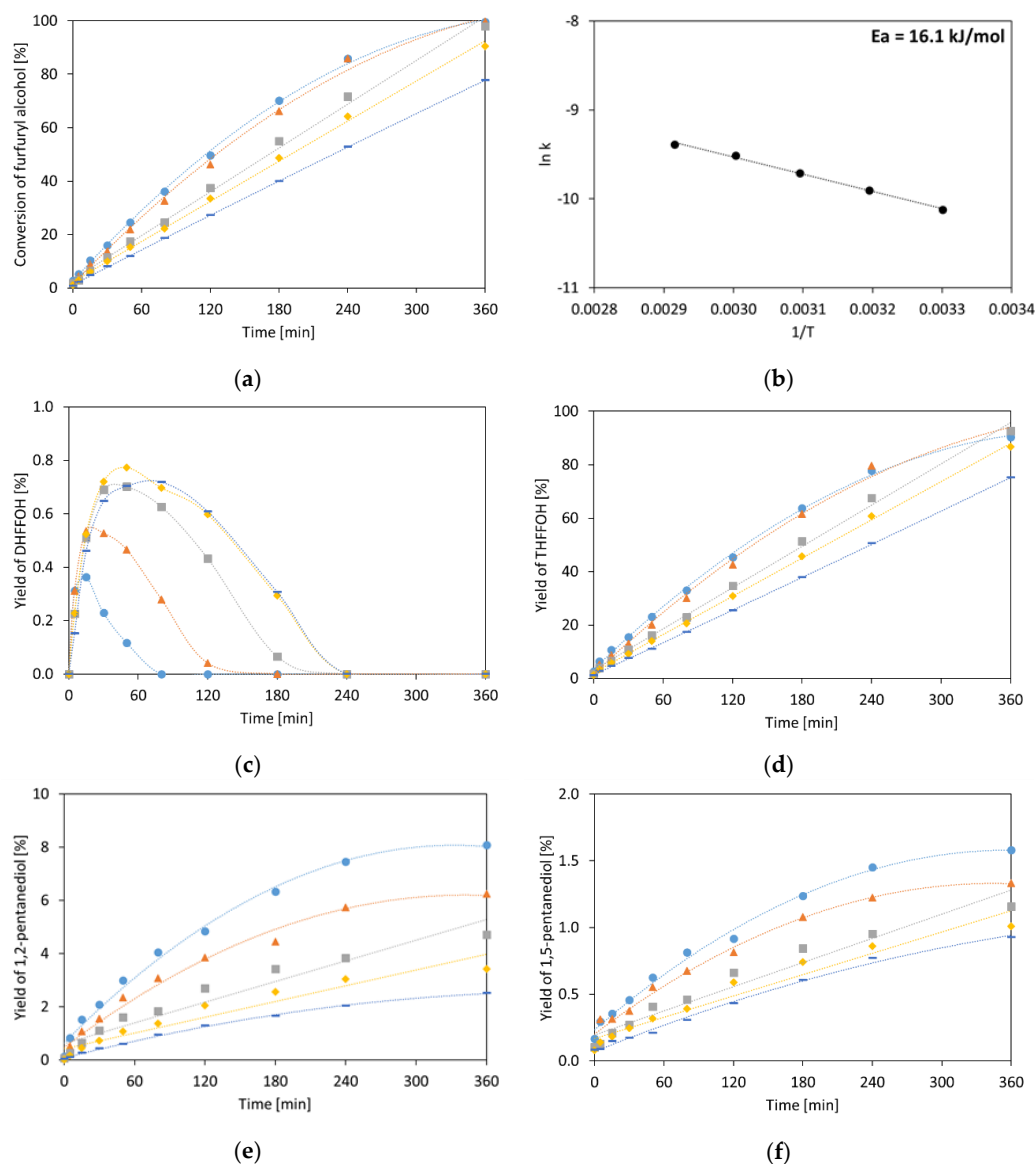 100
80
60
40
20
0
Conversion of furfuryl alcohol [%]
0 60 120 180 240 300 360
Time [min]
(a)
Ea = 16.1 kJ/mol
-8
-9
-10
-11
ln k
0.0028 0.0029 0.0030 0.0031 0.0032 0.0033 0.0034
1/T
(b)
1.0
0.8
0.6
0.4
0.2
0.0
Yield of DHFFOH [%]
0 60 120 180 240 300 360
Time [min]
(c)
100
80
60
40
20
0
Yield of THFFOH [%]
0 60 120 180 240 300 360
Time [min]
(d)
10
8
6
4
2
0
Yield of 1,2-pentanediol [%]
0 60 120 180 240 300 360
Time [min]
(e)
2.0
1.5
1.0
0.5
0.0
Yield of 1,5-pentanediol [%]
0 60 120 180 240 300 360
Time [min]
(f)